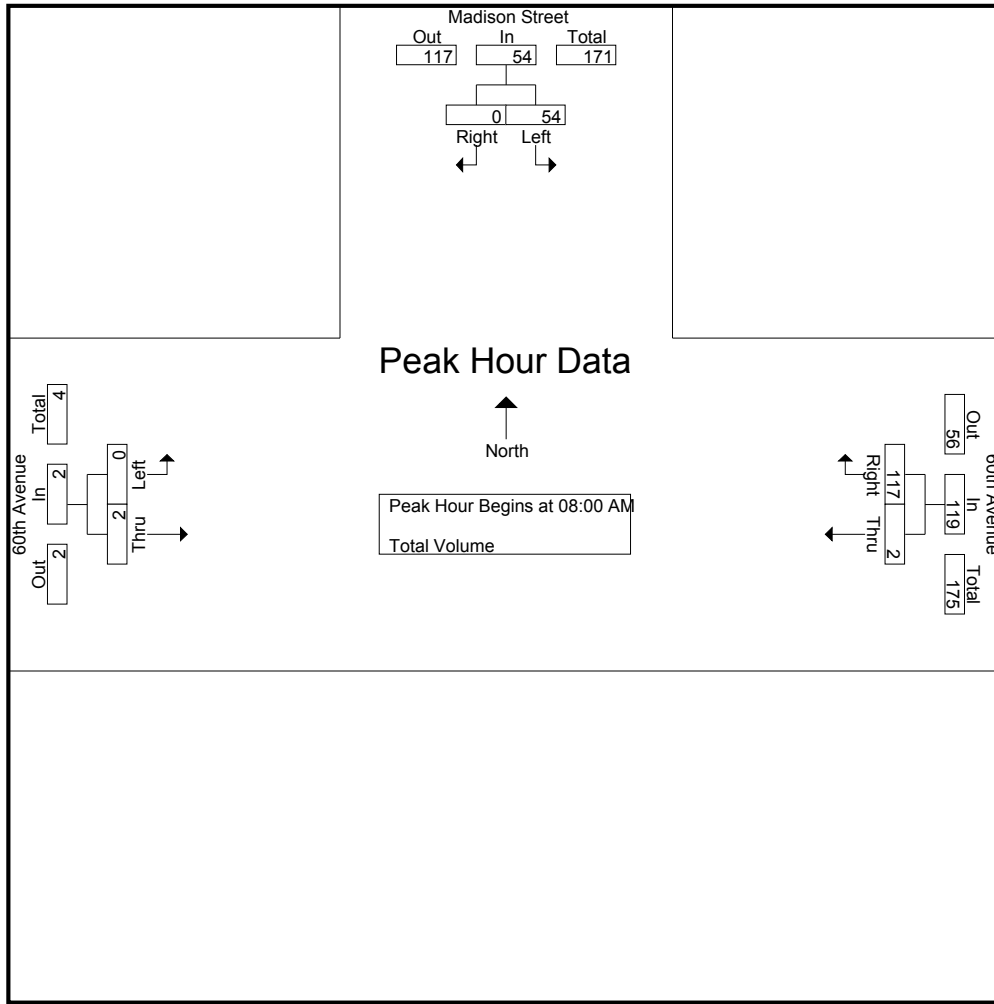 Madison Street
Out In Total
117 54 171
0 54
Right Left
Peak Hour Data
North
Peak Hour Begins at 08:00 AM
Total Volume
60th Avenue
Out In Total
2 2 4
Left Thru
0 2
60th Avenue
Out In Total
56 119 175
Right Thru
117 2